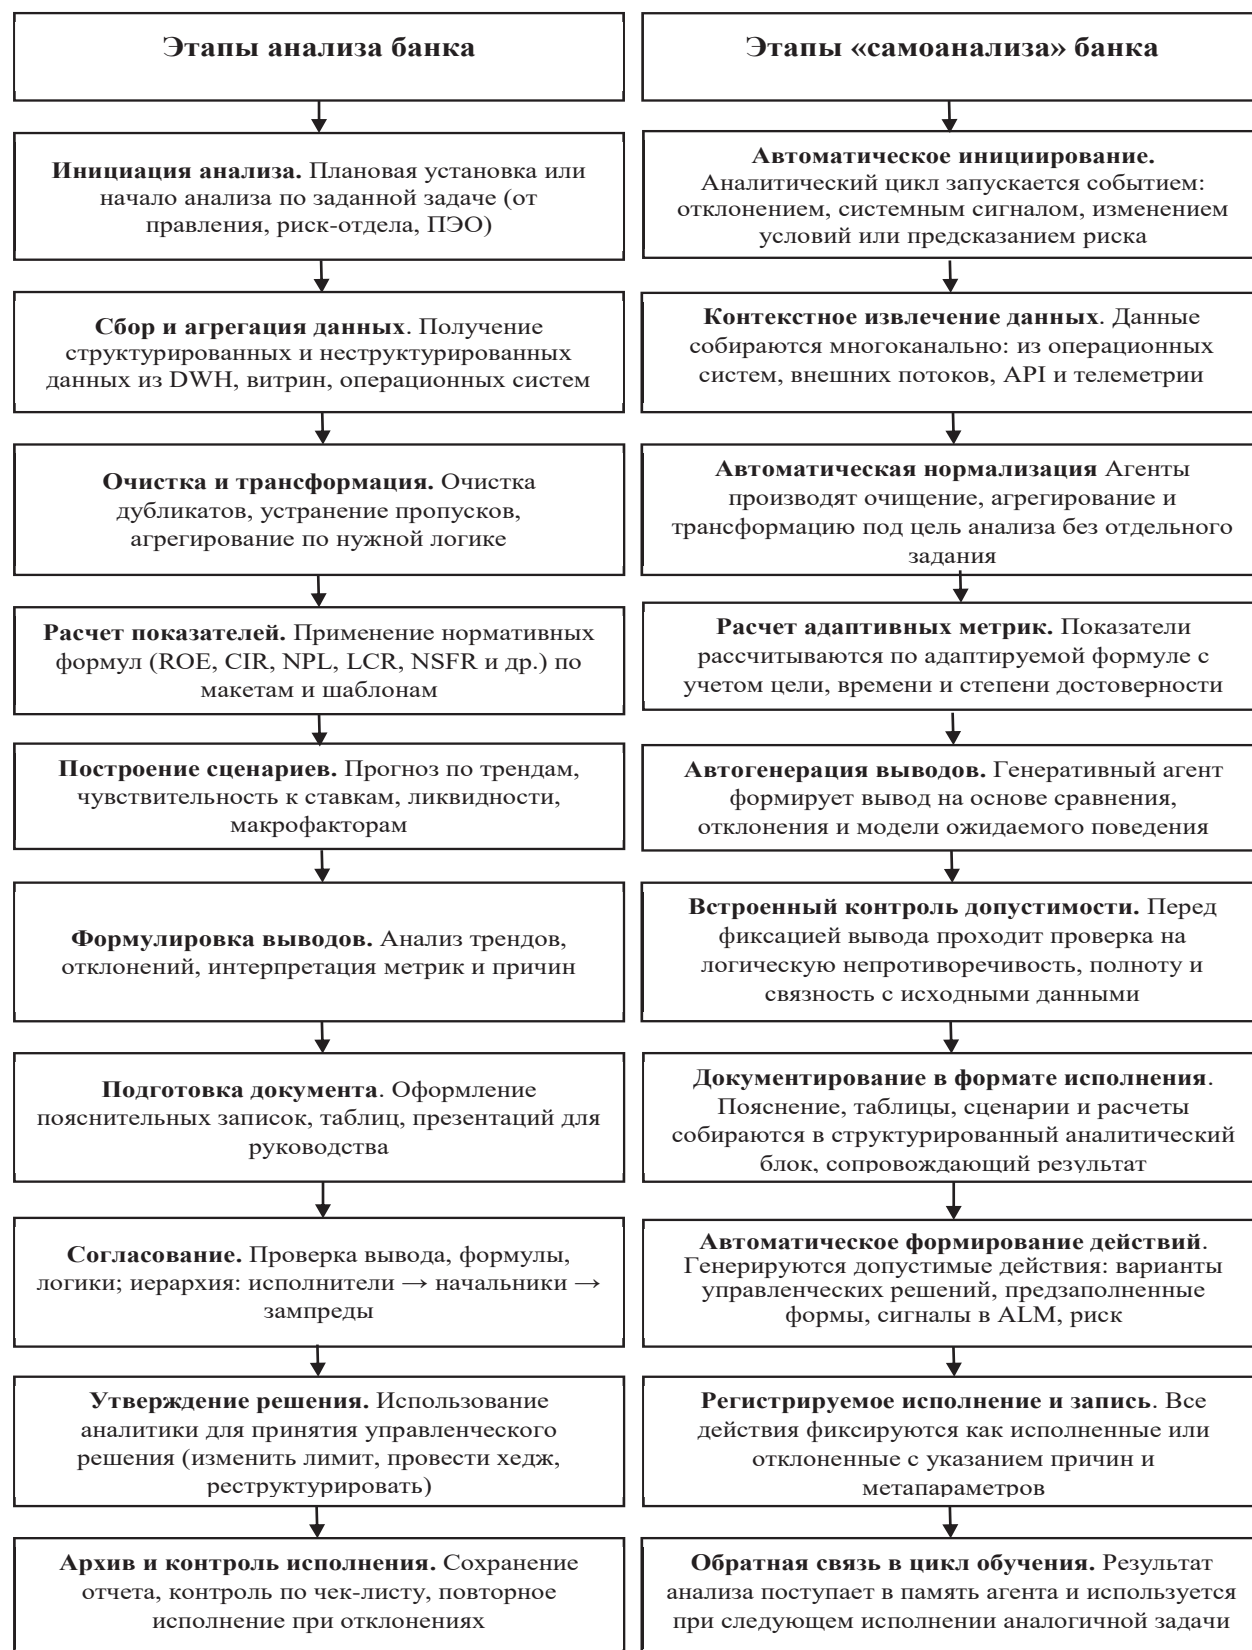 Этапы анализа банка
Инициация анализа. Плановая установка или
начало анализа по заданной задаче (от
правления, риск-отдела, ПЭО)
Сбор и агрегация данных. Получение
структурированных и неструктурированных
данных из DWH, витрин, операционных систем
Очистка и трансформация. Очистка
дубликатов, устранение пропусков,
агрегирование по нужной логике
Расчет показателей. Применение нормативных
формул (ROE, CIR, NPL, LCR, NSFR и др.) по
макетам и шаблонам
Построение сценариев. Прогноз по трендам,
чувствительность к ставкам, ликвидности,
макрофакторам
Формулировка выводов. Анализ трендов,
отклонений, интерпретация метрик и причин
Подготовка документа. Оформление
пояснительных записок, таблиц, презентаций для
руководства
Согласование. Проверка вывода, формулы,
логики; иерархия: исполнители → начальники →
зампреды
Утверждение решения. Использование
аналитики для принятия управленческого
решения (изменить лимит, провести хедж,
реструктурировать)
Архив и контроль исполнения. Сохранение
отчета, контроль по чек-листу, повторное
исполнение при отклонениях
Этапы «самоанализа» банка
Автоматическое инициирование.
Аналитический цикл запускается событием:
отклонением, системным сигналом, изменением
условий или предсказанием риска
Контекстное извлечение данных. Данные
собираются многоканально: из операционных
систем, внешних потоков, API и телеметрии
Автоматическая нормализация Агенты
производят очищение, агрегирование и
трансформацию под цель анализа без отдельного
задания
Расчет адаптивных метрик. Показатели
рассчитываются по адаптируемой формуле с
учетом цели, времени и степени достоверности
Автогенерация выводов. Генеративный агент
формирует вывод на основе сравнения,
отклонения и модели ожидаемого поведения
Встроенный контроль допустимости. Перед
фиксацией вывода проходит проверка на
логическую непротиворечивость, полноту и
связность с исходными данными
Документирование в формате исполнения.
Пояснение, таблицы, сценарии и расчеты
собираются в структурированный аналитический
блок, сопровождающий результат
Автоматическое формирование действий.
Генерируются допустимые действия: варианты
управленческих решений, предзаполненные
формы, сигналы в ALM, риск
Регистрируемое исполнение и запись. Все
действия фиксируются как исполненные или
отклоненные с указанием причин и
метапараметров
Обратная связь в цикл обучения. Результат
анализа поступает в память агента и используется
при следующем исполнении аналогичной задачи